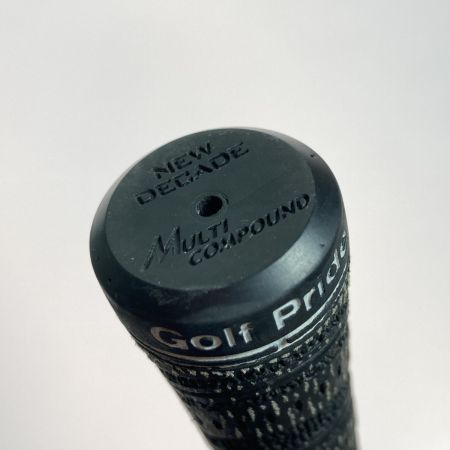 NEW
DECADE
MULTI
COMPOUND
Golf Pride